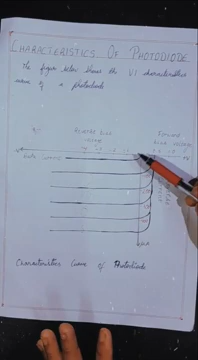 CHARACTERISTICS OF PHOTODIODE
The figure below shows the VI characteristics
curve of a photodiode
Reverse bias
voltage
Forward
bias voltage
Dark Current
Characteristics Curve of Photodiode